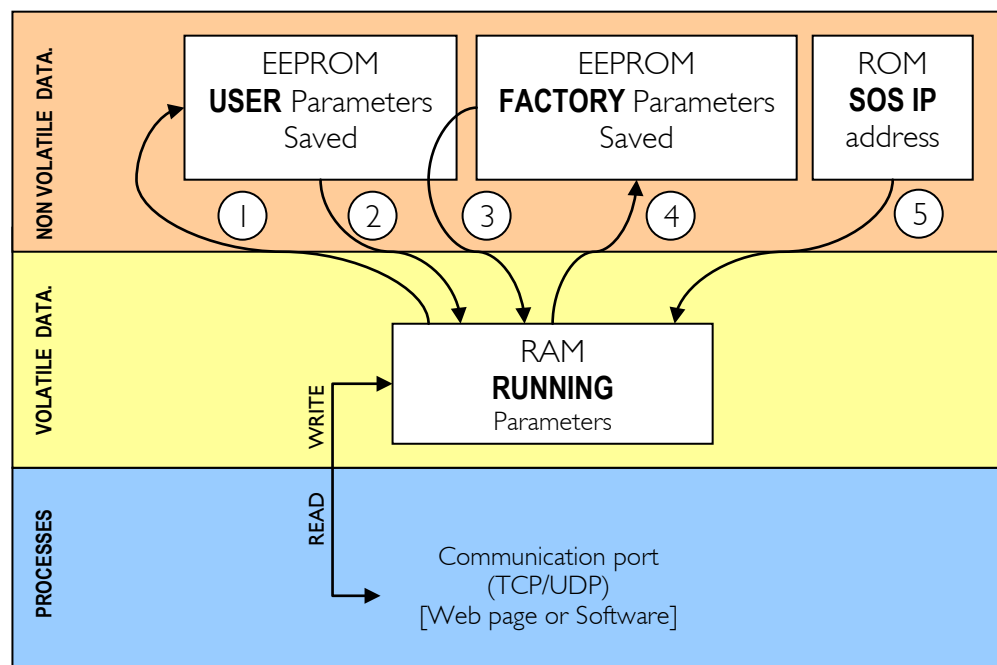 NON VOLATILE DATA.
EEPROM
USER Parameters
Saved
EEPROM
FACTORY Parameters
Saved
ROM
SOS IP
address
1
2
3
4
5
VOLATILE DATA.
RAM
RUNNING
Parameters
WRITE
READ
PROCESSES
Communication port
(TCP/UDP)
[Web page or Software]